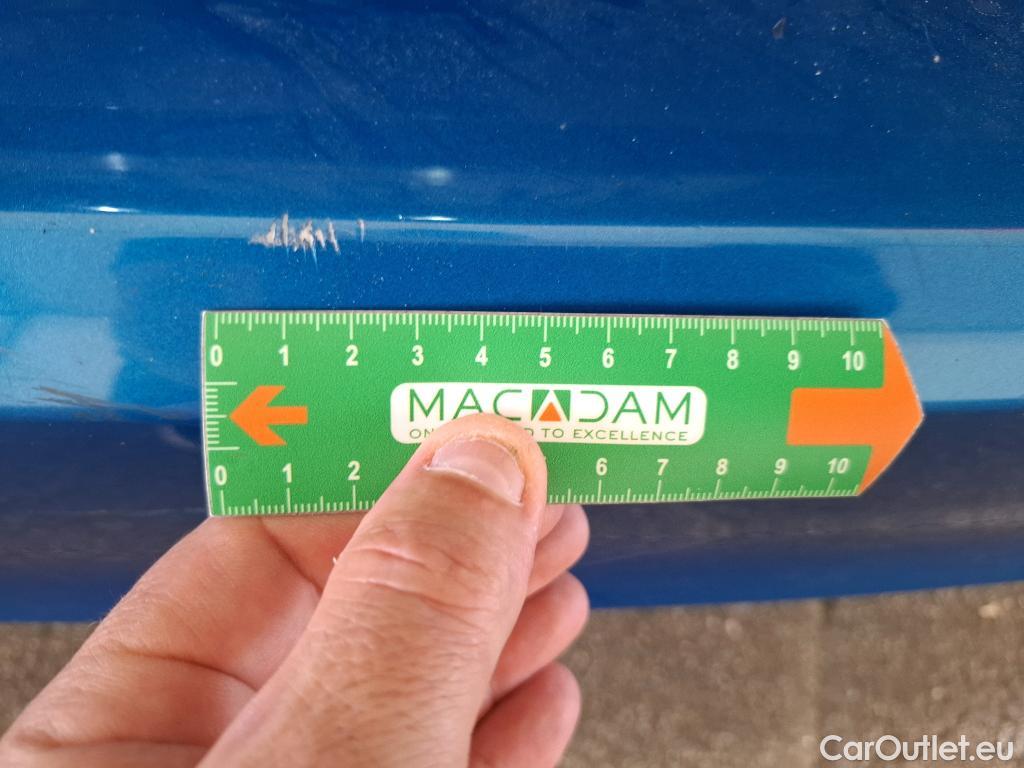 0 1 2 3 4 5 6 7 8 9 10
MACADAM
TO EXCELLENCE
0 1 2 6 7 8 9 10
CarOutlet.eu